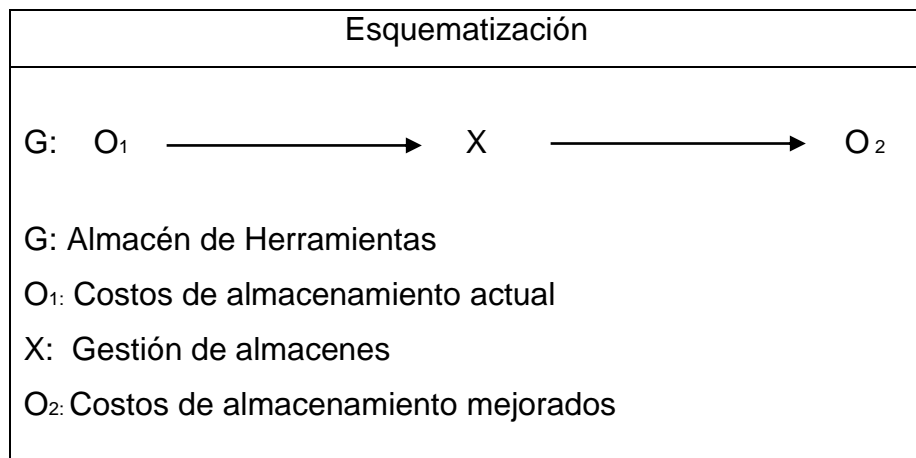 Esquematización
G: O₁ X O₂
G: Almacén de Herramientas
O₁: Costos de almacenamiento actual
X: Gestión de almacenes
O₂: Costos de almacenamiento mejorados